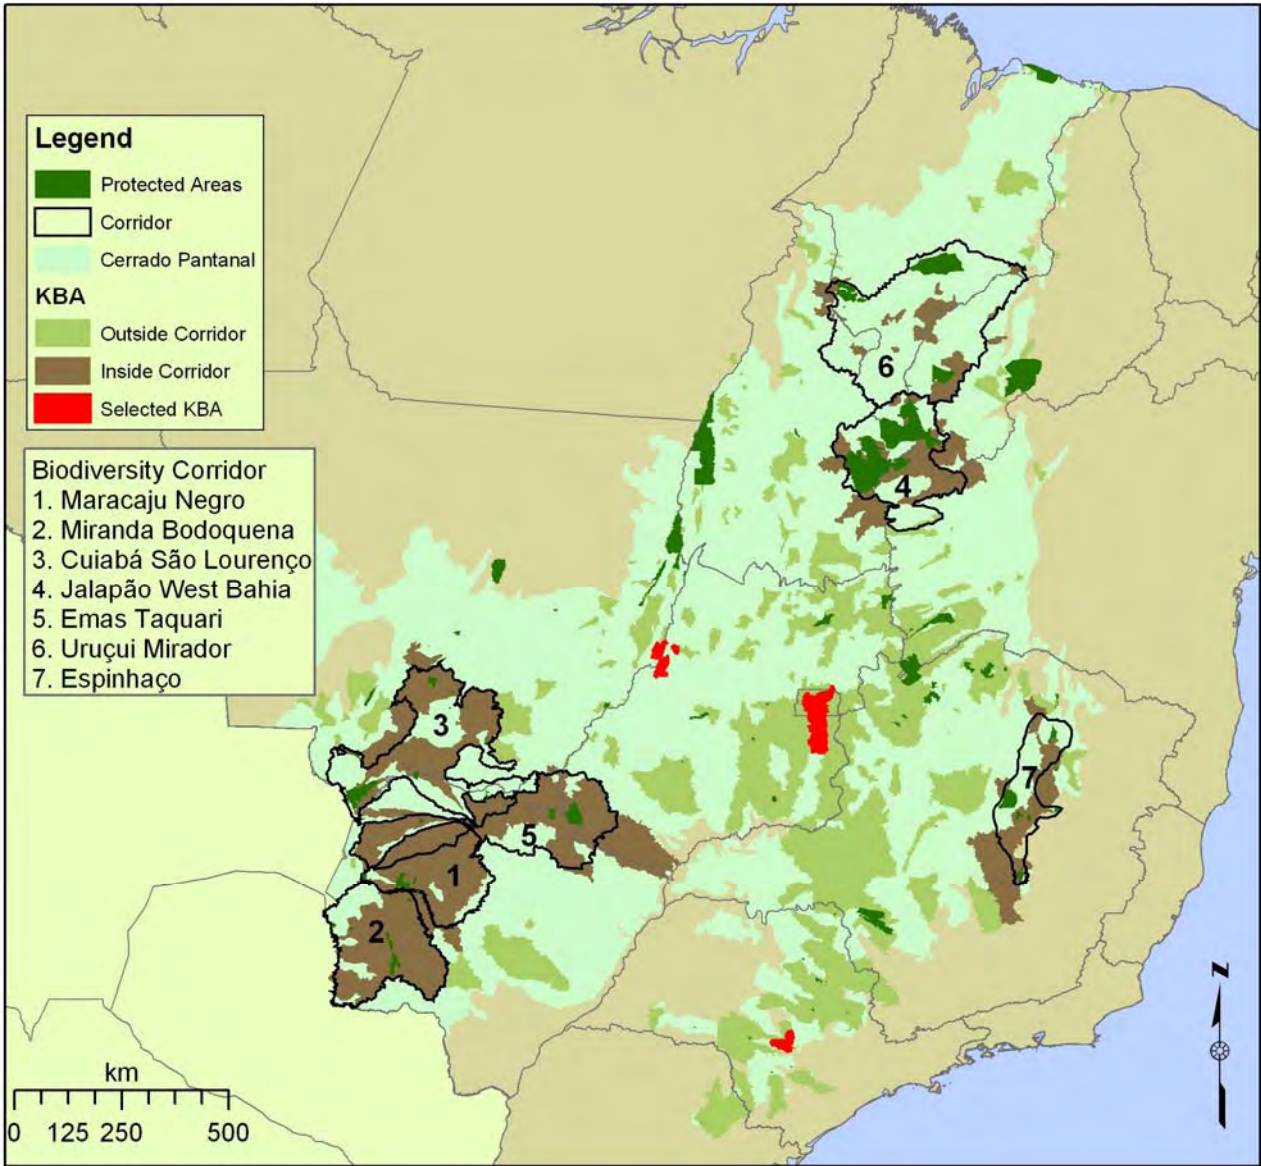 Legend
Protected Areas
Corridor
Cerrado Pantanal
KBA
Outside Corridor
Inside Corridor
Selected KBA
Biodiversity Corridor
1. Maracaju Negro
2. Miranda Bodoquena
3. Cuiabá São Lourenço
4. Jalapão West Bahia
5. Emas Taquari
6. Uruçui Mirador
7. Espinhaço
6
4
3
7
5
1
2
N
km
0 125 250 500